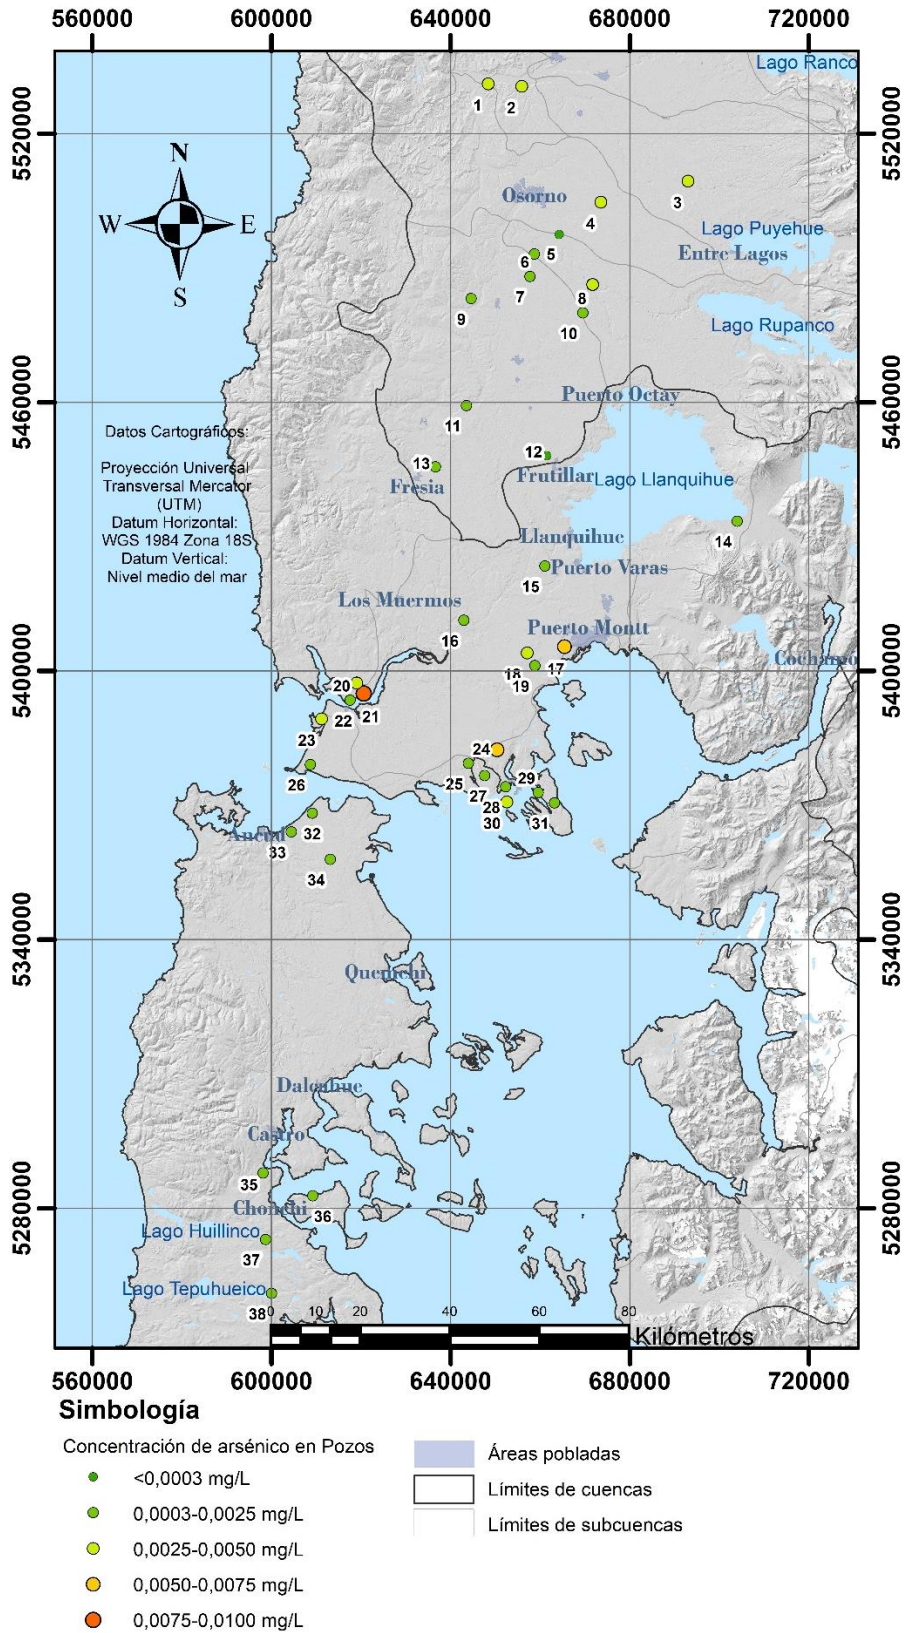 560000 600000 640000 680000 720000
Lago Ranco
1
2
5520000
5520000
N
W
E
S
3
Osorno
4
Lago Puyehue
Entre Lagos
5
6
7
8
9
10
Lago Rupanco
Puerto Octay
5460000
5460000
11
Datos Cartográficos:
Proyección Universal
Transversal Mercator
(UTM)
Datum Horizontal:
WGS 1984 Zona 18S
Datum Vertical:
Nivel medio del mar
12
13
Frutillar
Lago Llanquihue
Fresia
14
Llanquihue
15
Puerto Varas
Los Muermos
16
Puerto Montt
17
18
19
Cochamo
5400000
5400000
20
21
22
23
24
25
26
27
28
29
30
31
32
Ancud
33
34
5340000
5340000
Quemchi
Dalcahue
Castro
35
5280000
5280000
Chonchi
36
Lago Huillinco
37
Lago Tepuhueico
38
0 10 20 40 60 80
Kilómetros
560000 600000 640000 680000 720000
Simbología
Concentración de arsénico en Pozos
<0,0003 mg/L
0,0003-0,0025 mg/L
0,0025-0,0050 mg/L
0,0050-0,0075 mg/L
0,0075-0,0100 mg/L
Áreas pobladas
Límites de cuencas
Límites de subcuencas